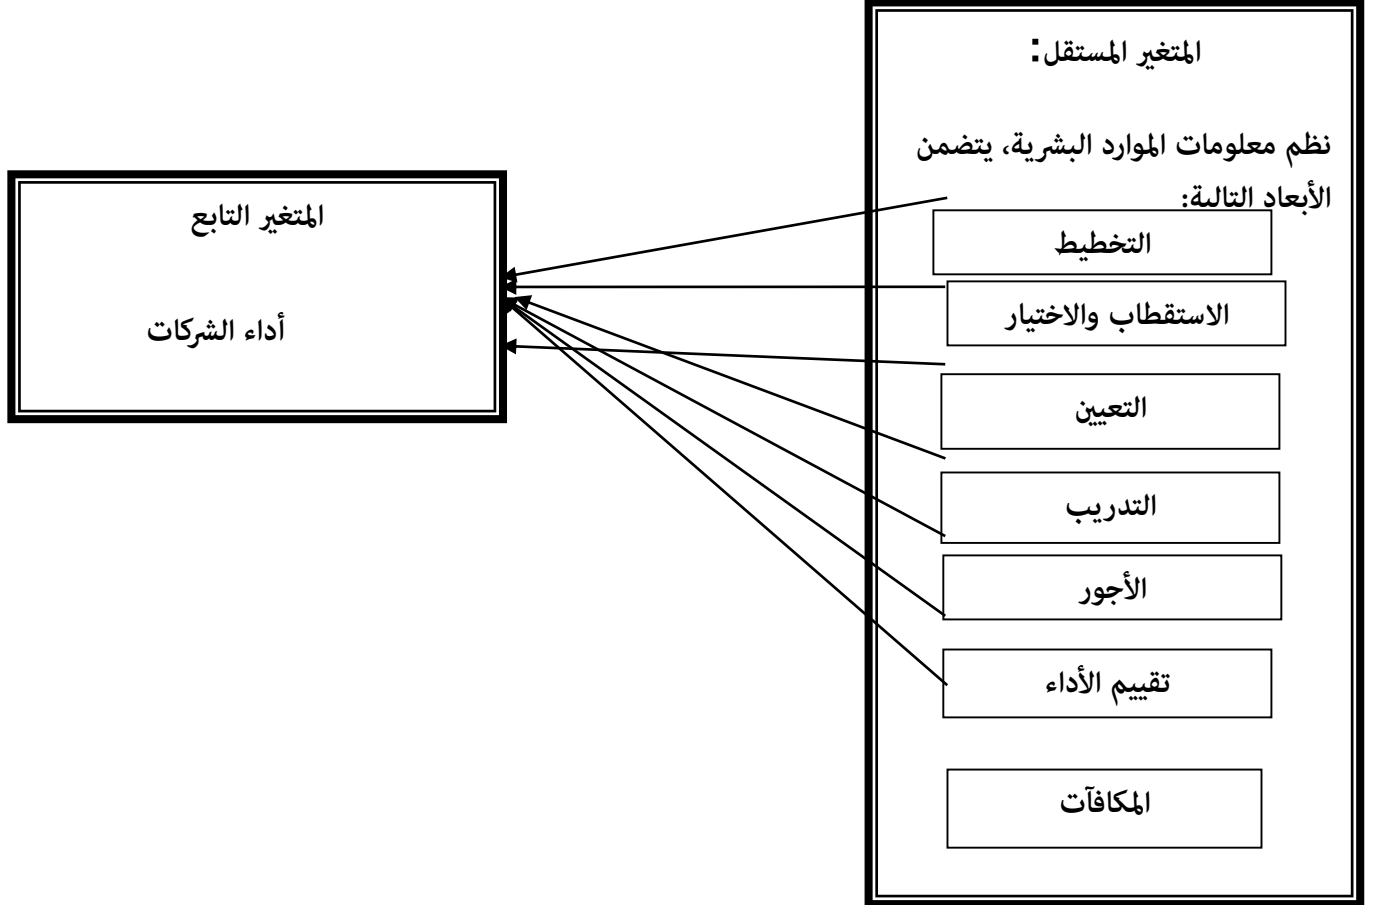 المتغير المستقل:
نظم معلومات الموارد البشرية، يتضمن
الأبعاد التالية:
التخطيط
الاستقطاب والاختيار
التعيين
التدريب
الأجور
تقييم الأداء
المكافآت
المتغير التابع
أداء الشركات